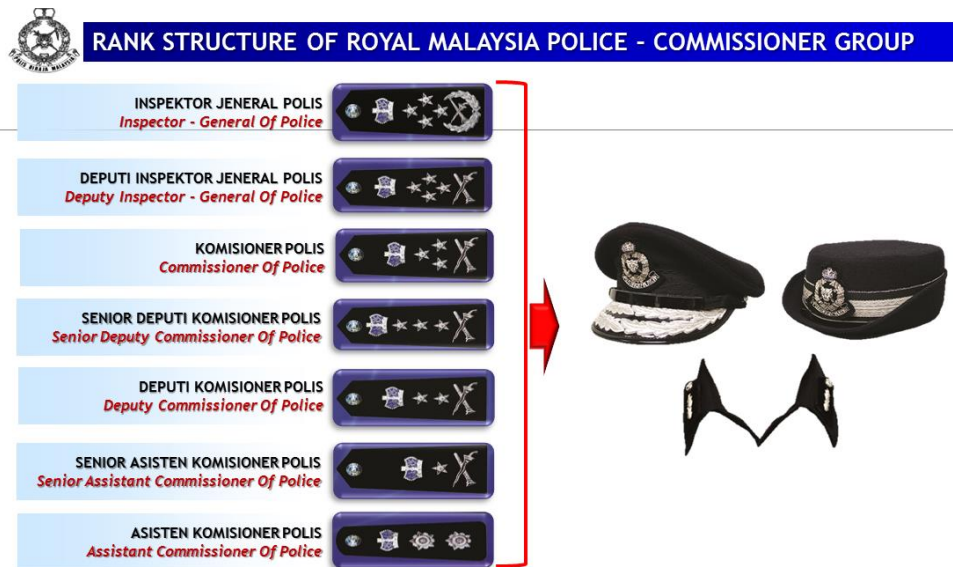 RANK STRUCTURE OF ROYAL MALAYSIA POLICE - COMMISSIONER GROUP
POLIS DIRAJA MALAYSIA
INSPEKTOR JENERAL POLIS
Inspector - General Of Police
DEPUTI INSPEKTOR JENERAL POLIS
Deputy Inspector - General Of Police
KOMISIONER POLIS
Commissioner Of Police
SENIOR DEPUTI KOMISIONER POLIS
Senior Deputy Commissioner Of Police
DEPUTI KOMISIONER POLIS
Deputy Commissioner Of Police
SENIOR ASISTEN KOMISIONER POLIS
Senior Assistant Commissioner Of Police
ASISTEN KOMISIONER POLIS
Assistant Commissioner Of Police